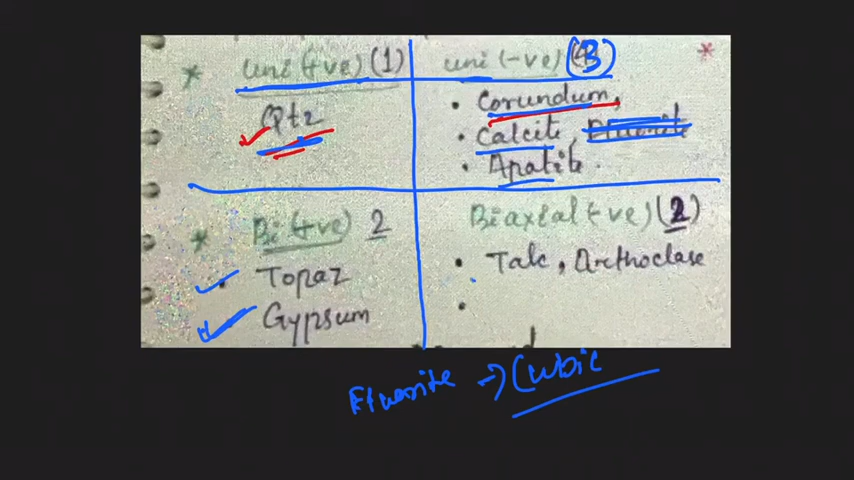 * uni (+ve) (1)
Qtz
uni (-ve) (3) *
• Corundum,
• Calcite,
• Apatite.
* Bi (+ve) 2
• Topaz
Gypsum
Biaxial (-ve) (2)
• Talc, Orthoclase
•
Fluorite → Cubic